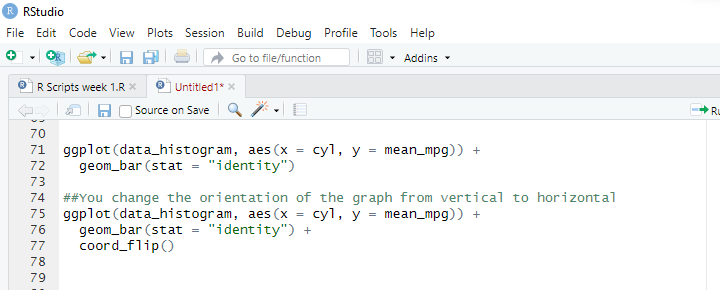 RStudio
File Edit Code View Plots Session Build Debug Profile Tools Help
Go to file/function Addins
R Scripts week 1.R Untitled1*
Source on Save
70
71 ggplot(data_histogram, aes(x = cyl, y = mean_mpg)) +
72 geom_bar(stat = "identity")
73
74 ##You change the orientation of the graph from vertical to horizontal
75 ggplot(data_histogram, aes(x = cyl, y = mean_mpg)) +
76 geom_bar(stat = "identity") +
77 coord_flip()
78
79